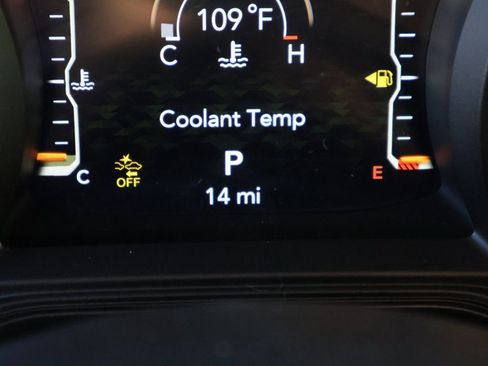 109°F
C H
Coolant Temp
C OFF P E
14 mi